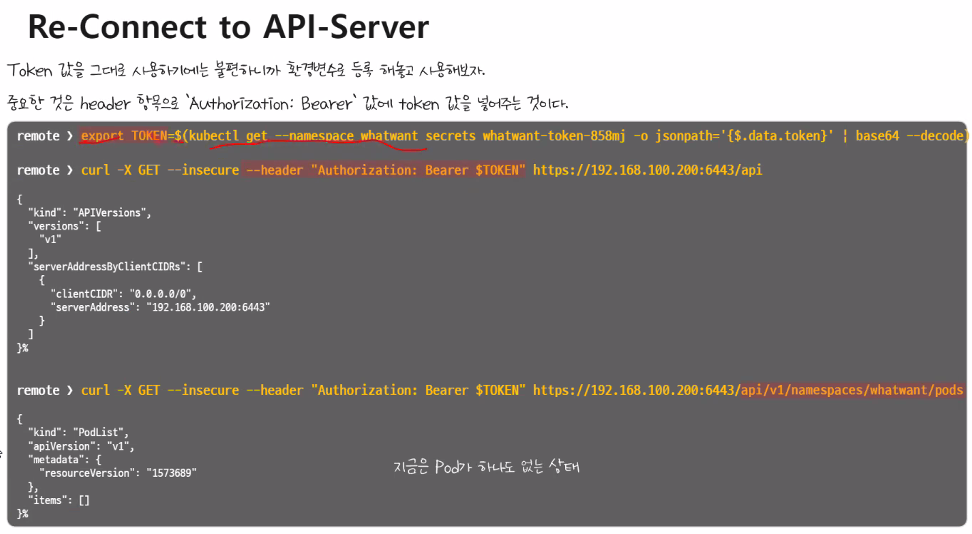 Re-Connect to API-Server
Token 값을 그대로 사용하기에는 불편하니까 환경변수로 등록 해놓고 사용해보자.
중요한 것은 header 항목으로 `Authorization: Bearer` 값에 token 값을 넣어주는 것이다.
remote ❯ export TOKEN=$(kubectl get --namespace whatwant secrets whatwant-token-858mj -o jsonpath='{$.data.token}' | base64 --decode)
remote ❯ curl -X GET --insecure --header "Authorization: Bearer $TOKEN" https://192.168.100.200:6443/api
{
"kind": "APIVersions",
"versions": [
"v1"
],
"serverAddressByClientCIDRs": [
{
"clientCIDR": "0.0.0.0/0",
"serverAddress": "192.168.100.200:6443"
}
]
}%
remote ❯ curl -X GET --insecure --header "Authorization: Bearer $TOKEN" https://192.168.100.200:6443/api/v1/namespaces/whatwant/pods
{
"kind": "PodList",
"apiVersion": "v1",
"metadata": {
"resourceVersion": "1573689"
},
"items": []
}%
지금은 Pod가 하나도 없는 상태